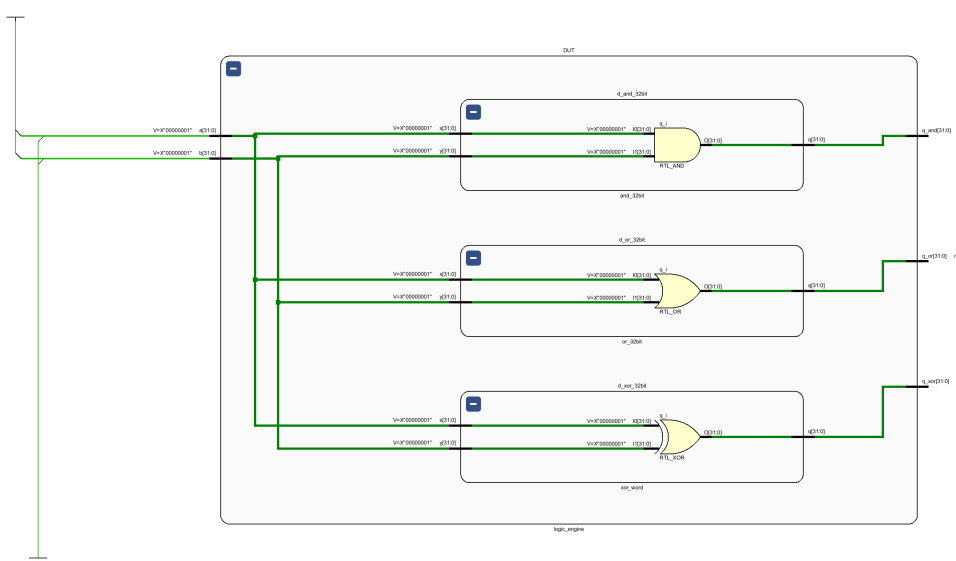 DUT
d_and_32bit
q_i
V=X"00000001" a[31:0]
V=X"00000001" x[31:0]
V=X"00000001" I0[31:0]
O[31:0]
q[31:0]
q_and[31:0]
V=X"00000001" b[31:0]
V=X"00000001" y[31:0]
V=X"00000001" I1[31:0]
RTL_AND
and_32bit
d_or_32bit
q_i
V=X"00000001" x[31:0]
V=X"00000001" I0[31:0]
O[31:0]
q[31:0]
q_or[31:0] r
V=X"00000001" y[31:0]
V=X"00000001" I1[31:0]
RTL_OR
or_32bit
d_xor_32bit
q_i
V=X"00000001" x[31:0]
V=X"00000001" I0[31:0]
O[31:0]
q[31:0]
q_xor[31:0]
V=X"00000001" y[31:0]
V=X"00000001" I1[31:0]
RTL_XOR
xor_word
logic_engine